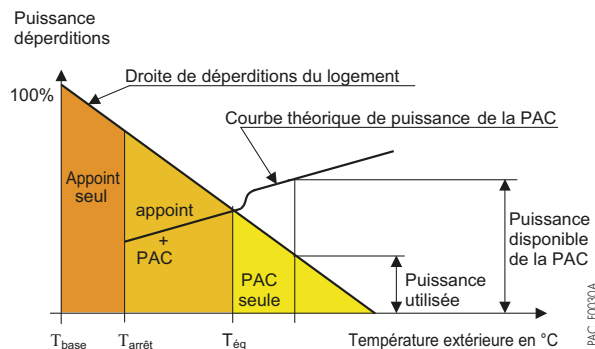 Puissance
déperditions
100%
Droite de déperditions du logement
Courbe théorique de puissance de la PAC
Appoint
seul
appoint
+
PAC
PAC
seule
Puissance
utilisée
Puissance
disponible
de la PAC
Tbase
Tarrêt
Téq
Température extérieure en °C
PAC_F0030A